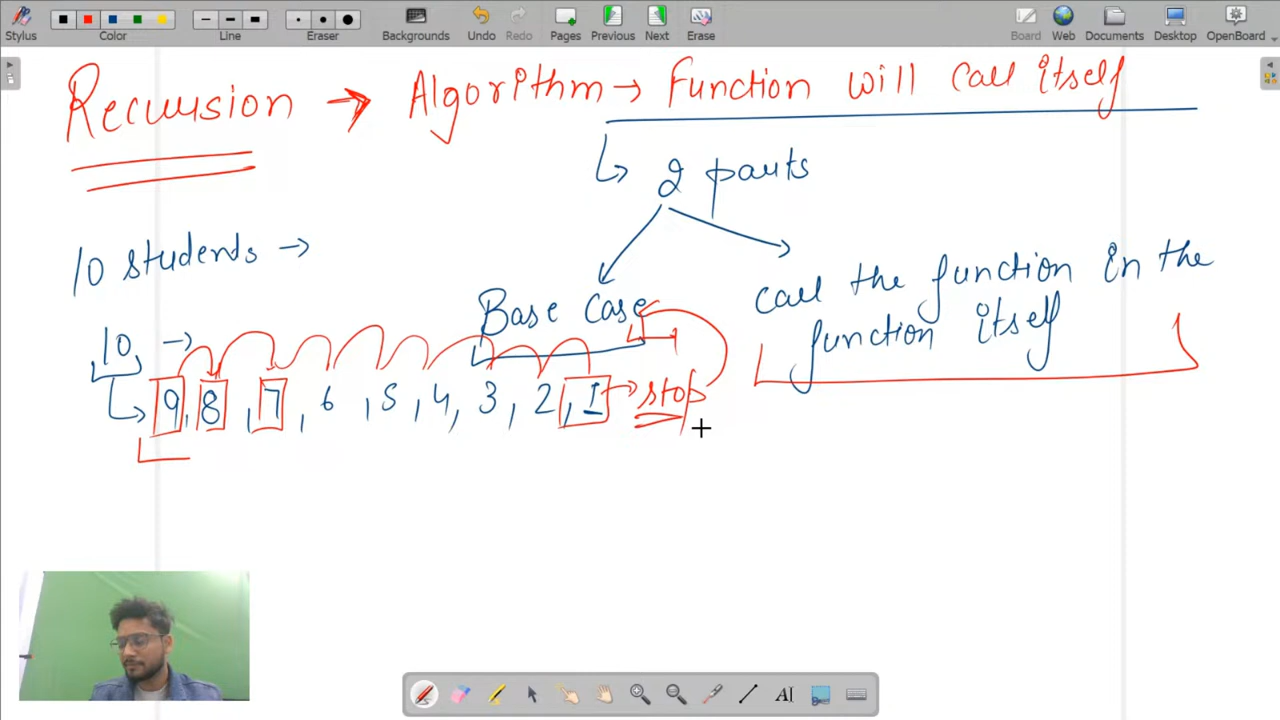 Stylus Color Line Eraser Backgrounds Undo Redo Pages Previous Next Erase Board Web Documents Desktop OpenBoard
Recursion → Algorithm → Function will call itself
2 parts
10 students →
Base Case
call the function in the
function itself
10 →
9, 8, 7, 6, 5, 4, 3, 2, 1 → stop
AI